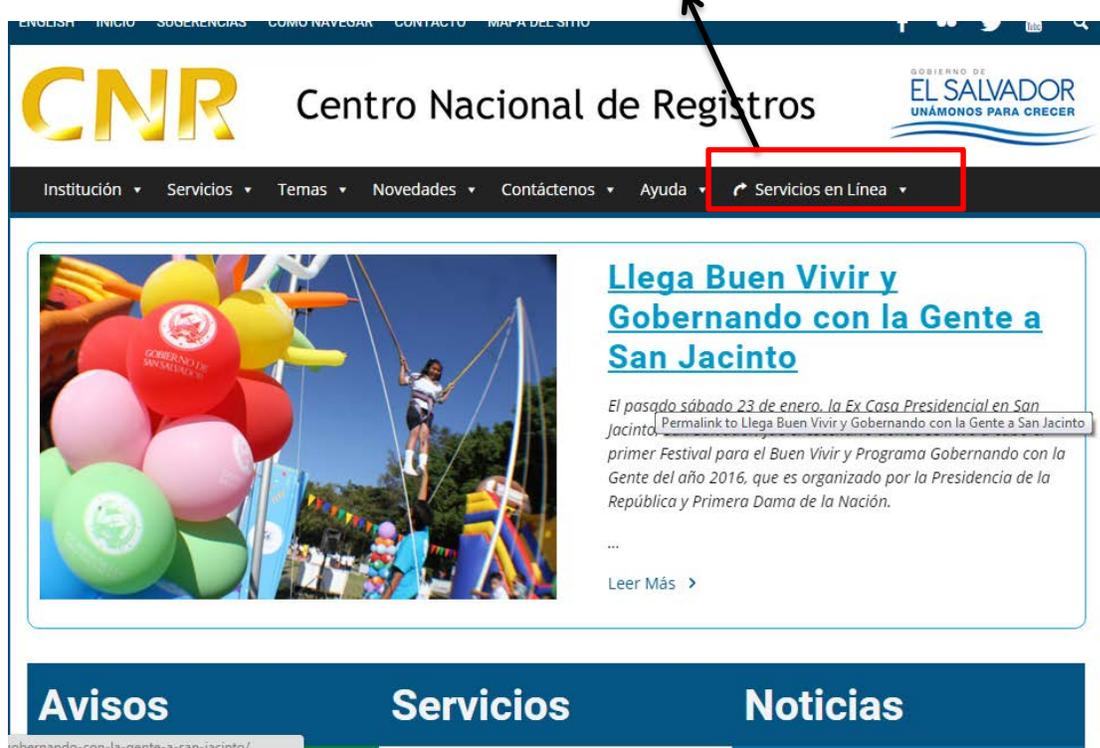 ENGLISH INICIO SUGERENCIAS CÓMO NAVEGAR CONTACTO MAPA DEL SITIO
CNR Centro Nacional de Registros
GOBIERNO DE
EL SALVADOR
UNÁMONOS PARA CRECER
Institución Servicios Temas Novedades Contáctenos Ayuda Servicios en Línea
GOBIERNO DE
SAN SALVADOR
Llega Buen Vivir y
Gobernando con la Gente a
San Jacinto
El pasado sábado 23 de enero, la Ex Casa Presidencial en San
Permalink to Llega Buen Vivir y Gobernando con la Gente a San Jacinto
Jacinto,
primer Festival para el Buen Vivir y Programa Gobernando con la
Gente del año 2016, que es organizado por la Presidencia de la
República y Primera Dama de la Nación.
...
Leer Más >
Avisos Servicios Noticias
obernando-con-la-gente-a-san-jacinto/